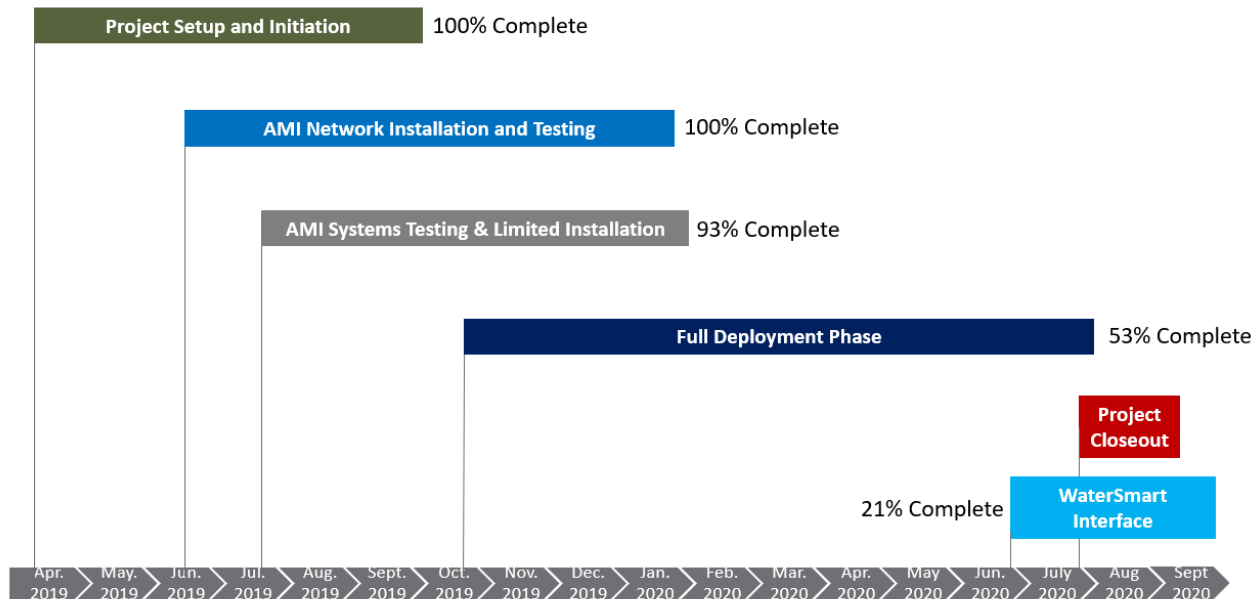 Project Setup and Initiation 100% Complete
AMI Network Installation and Testing 100% Complete
AMI Systems Testing & Limited Installation 93% Complete
Full Deployment Phase 53% Complete
Project
Closeout
21% Complete
WaterSmart
Interface
Apr. May. Jun. Jul. Aug. Sept. Oct. Nov. Dec. Jan. Feb. Mar. Apr. May Jun. July Aug Sept
2019 2019 2019 2019 2019 2019 2019 2019 2019 2020 2020 2020 2020 2020 2020 2020 2020 2020